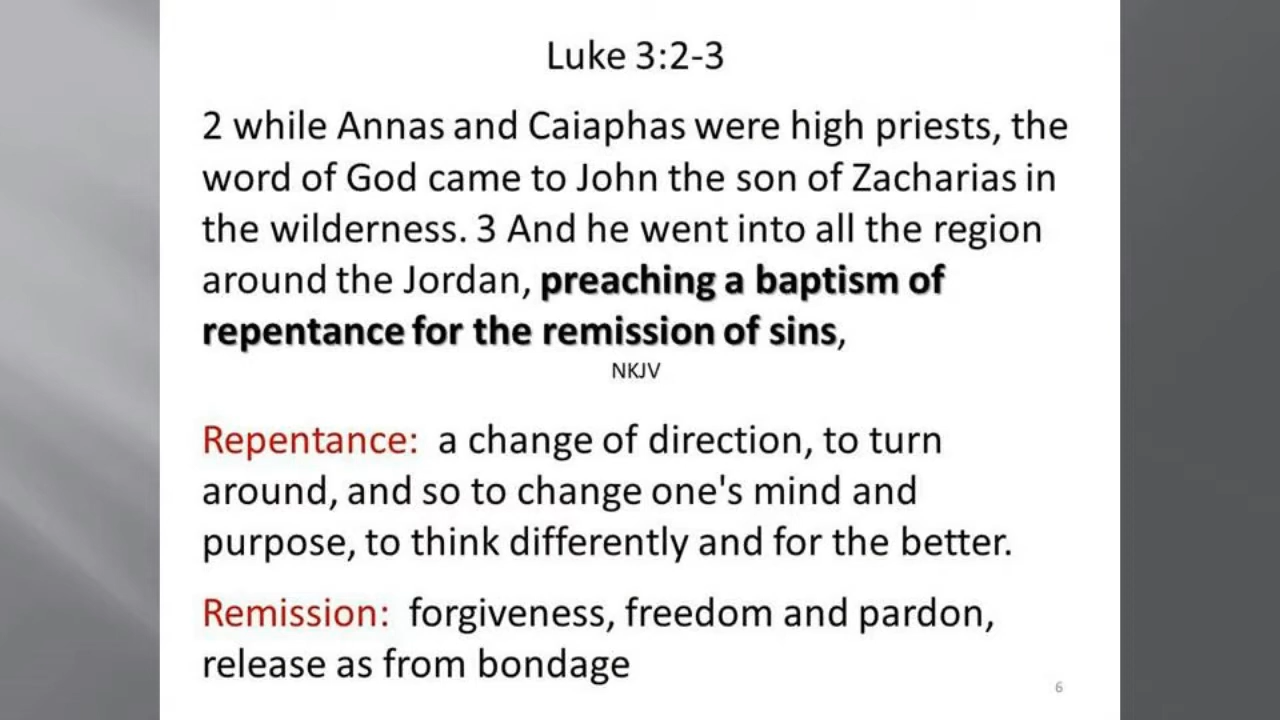 Luke 3:2-3
2 while Annas and Caiaphas were high priests, the
word of God came to John the son of Zacharias in
the wilderness. 3 And he went into all the region
around the Jordan, preaching a baptism of
repentance for the remission of sins,
NKJV
Repentance: a change of direction, to turn
around, and so to change one's mind and
purpose, to think differently and for the better.
Remission: forgiveness, freedom and pardon,
release as from bondage
6